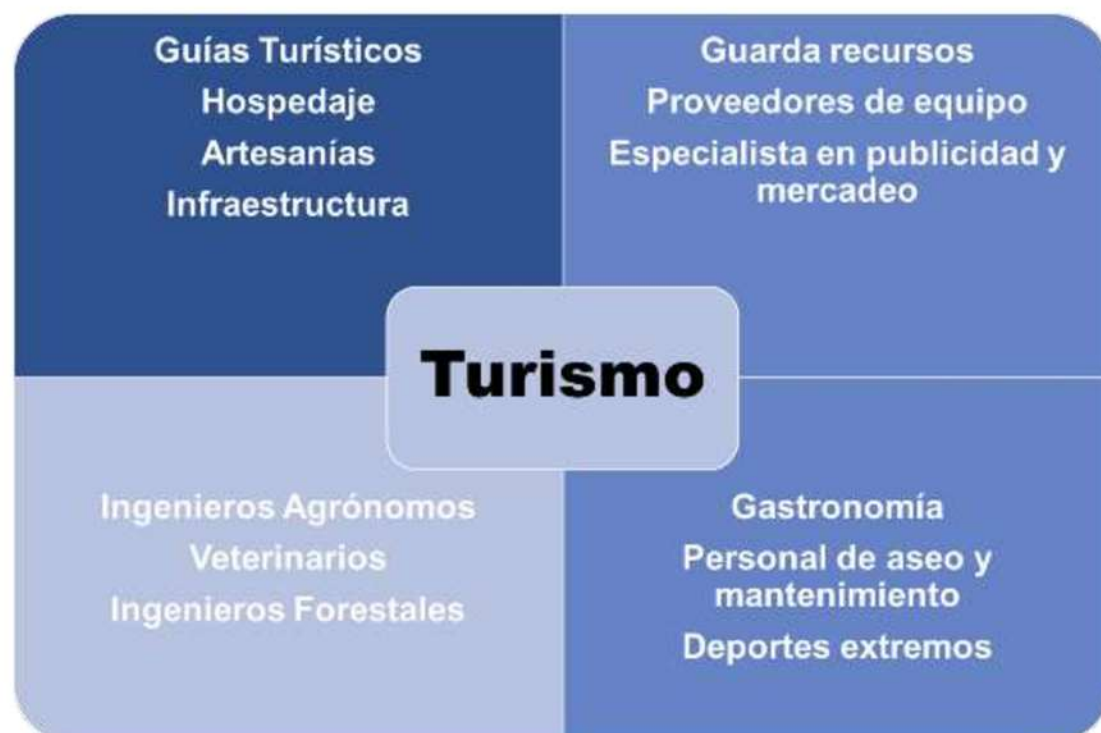 Guías Turísticos
Hospedaje
Artesanías
Infraestructura
Guarda recursos
Proveedores de equipo
Especialista en publicidad y
mercadeo
Turismo
Ingenieros Agrónomos
Veterinarios
Ingenieros Forestales
Gastronomía
Personal de aseo y
mantenimiento
Deportes extremos